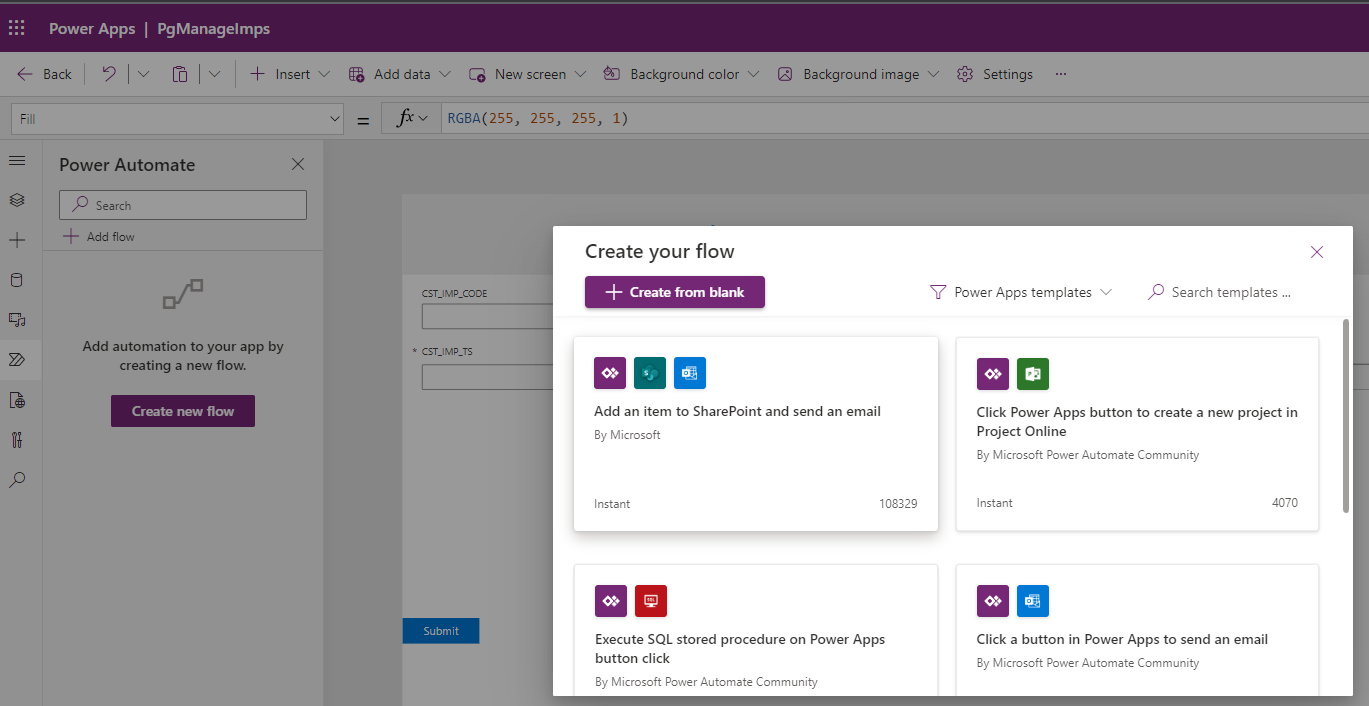 Power Apps | PgManageImps
Back
Insert
Add data
New screen
Background color
Background image
Settings
...
Fill
=
fx
RGBA(255, 255, 255, 1)
Power Automate
Search
Add flow
Add automation to your app by
creating a new flow.
Create new flow
CST_IMP_CODE
* CST_IMP_TS
Submit
Create your flow
Create from blank
Power Apps templates
Search templates ...
Add an item to SharePoint and send an email
By Microsoft
Instant
108329
Click Power Apps button to create a new project in
Project Online
By Microsoft Power Automate Community
Instant
4070
SQL
Execute SQL stored procedure on Power Apps
button click
By Microsoft Power Automate Community
Click a button in Power Apps to send an email
By Microsoft Power Automate Community